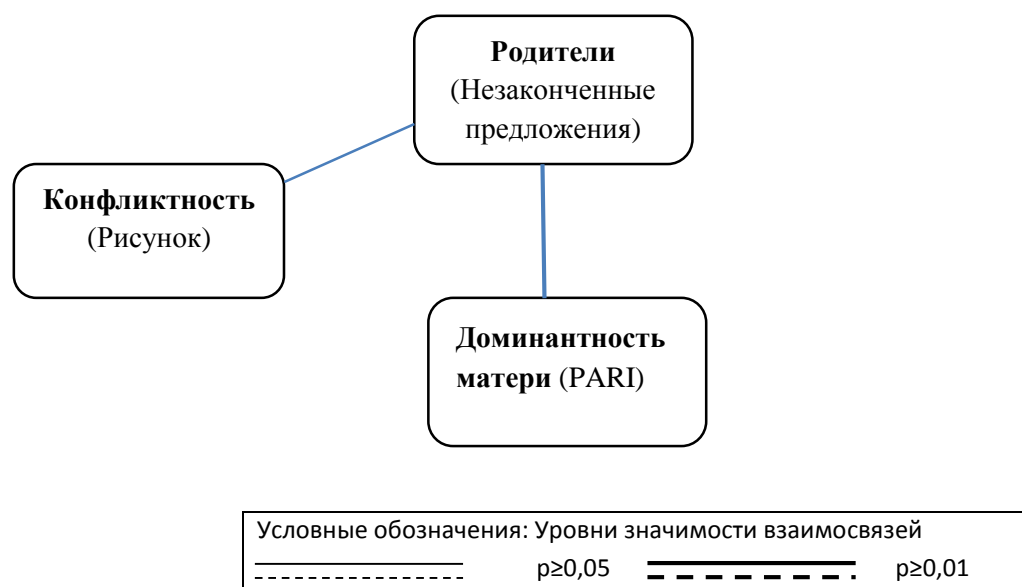 Родители
(Незаконченные
предложения)
Конфликтность
(Рисунок)
Доминантность
матери (PARI)
Условные обозначения: Уровни значимости взаимосвязей
p≥0,05 p≥0,01